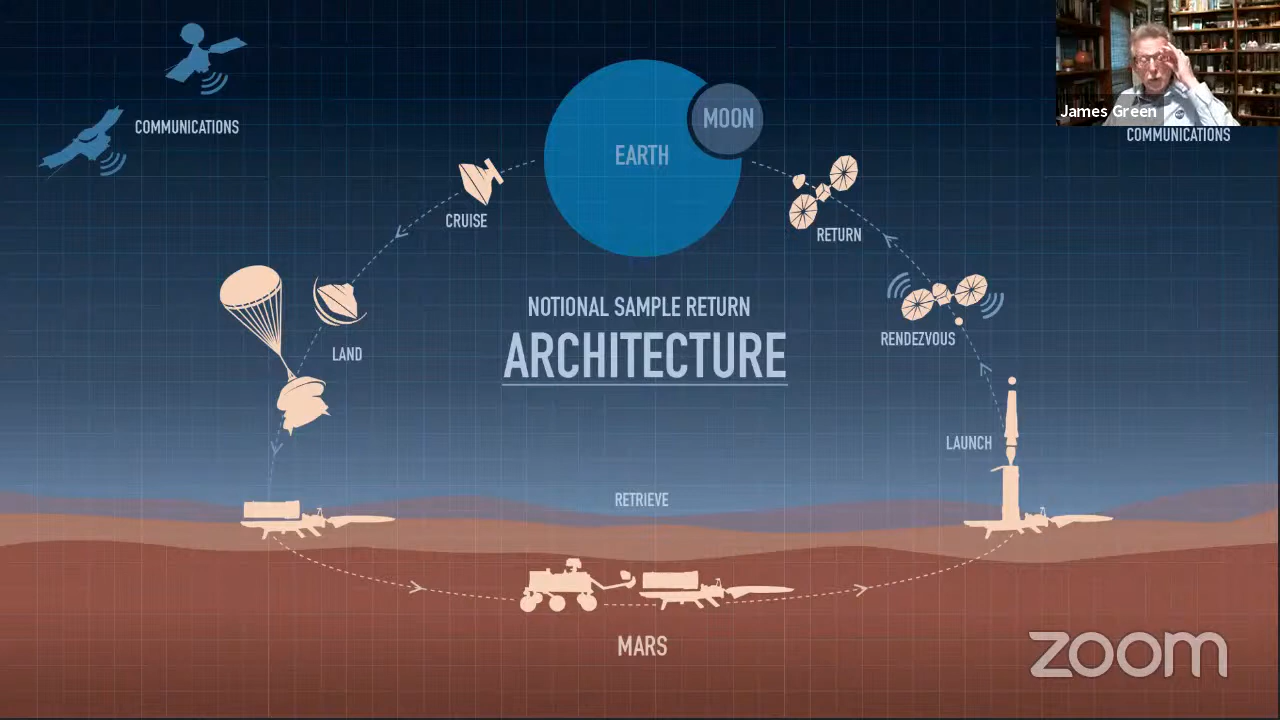 James Green
COMMUNICATIONS
COMMUNICATIONS
MOON
EARTH
CRUISE
RETURN
NOTIONAL SAMPLE RETURN
ARCHITECTURE
RENDEZVOUS
LAND
LAUNCH
RETRIEVE
MARS
zoom